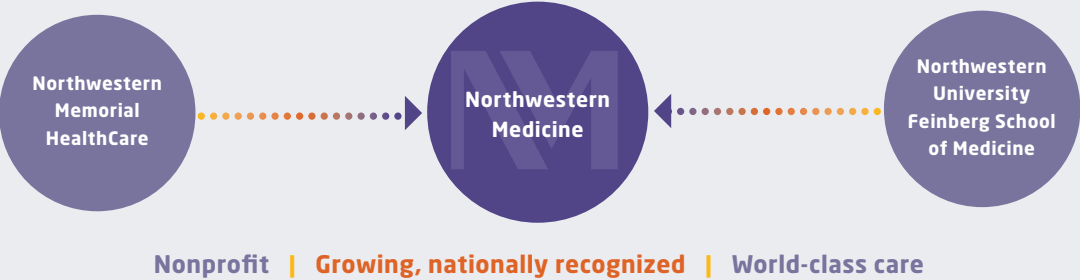 Northwestern
Memorial
HealthCare
Northwestern
Medicine
Northwestern
University
Feinberg School
of Medicine
Nonprofit | Growing, nationally recognized | World-class care